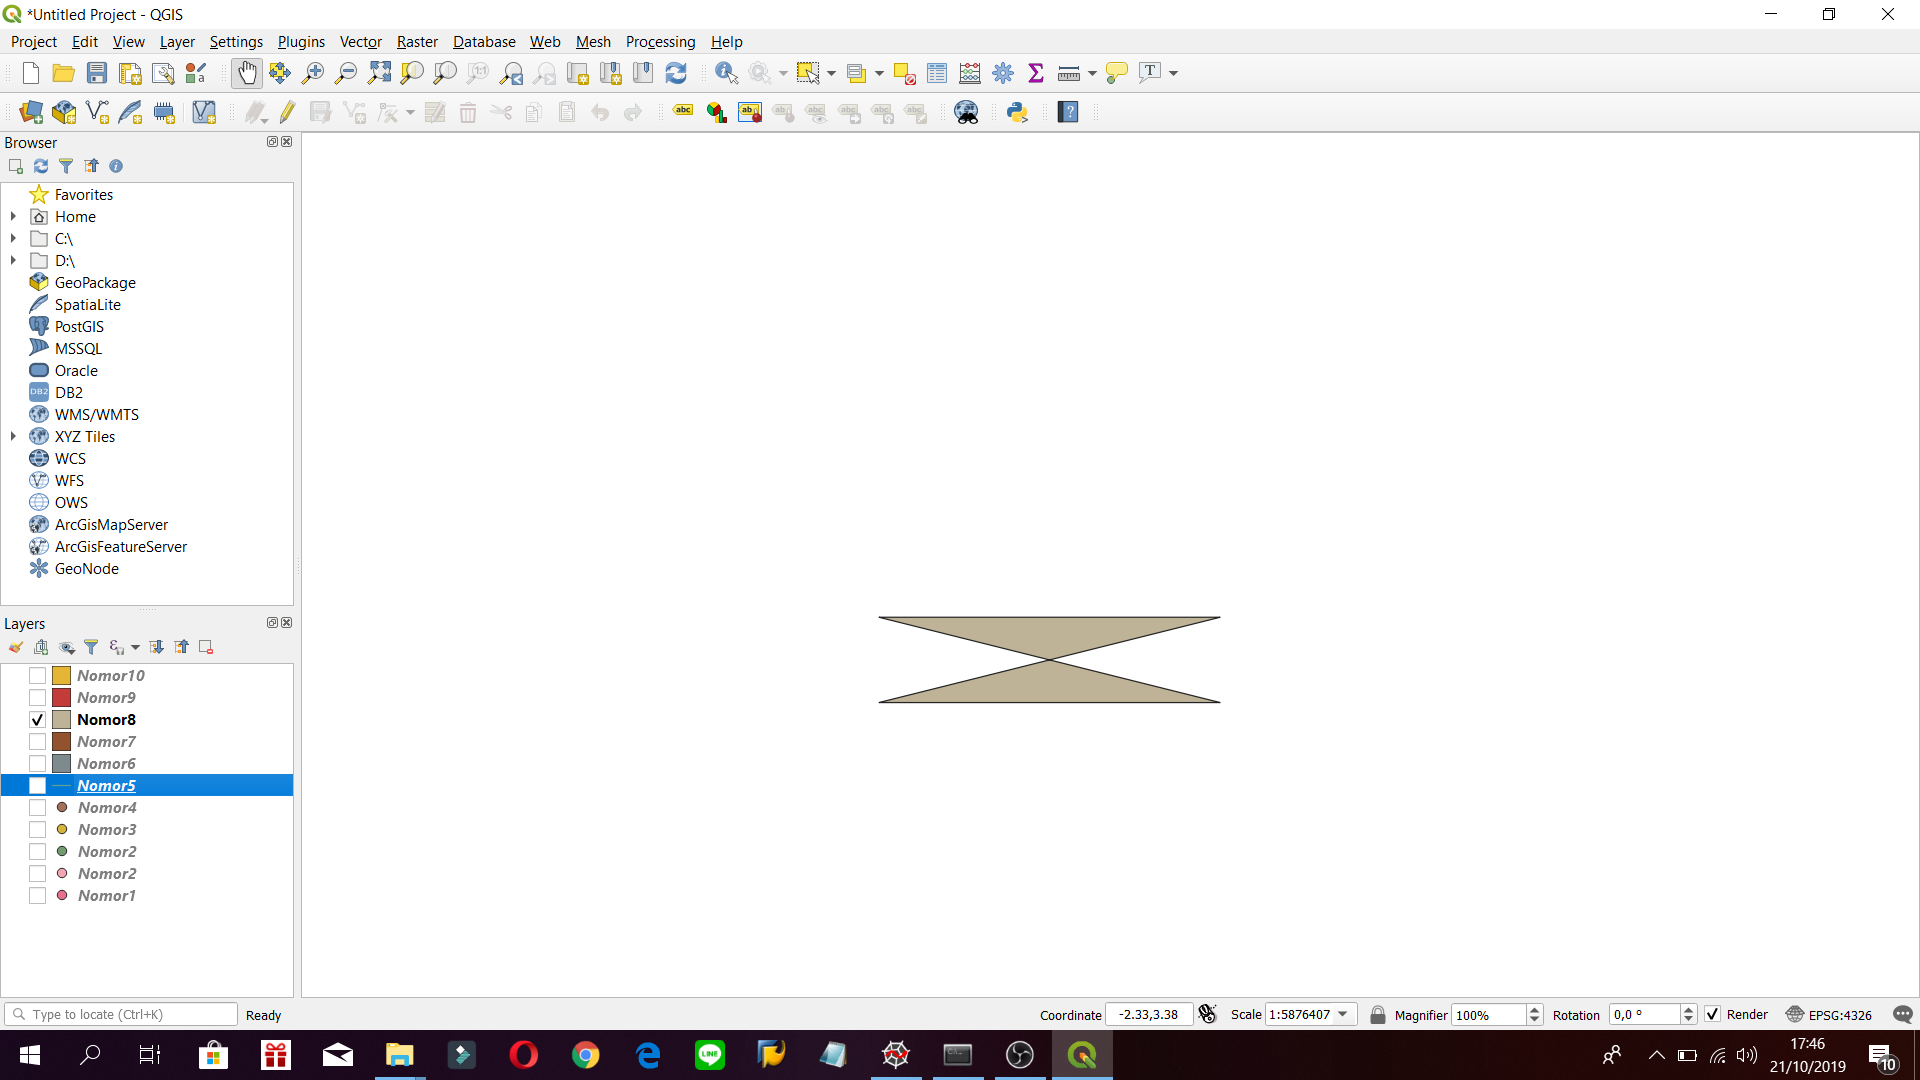 *Untitled Project - QGIS
Project Edit View Layer Settings Plugins Vector Raster Database Web Mesh Processing Help
Browser
Favorites
Home
C:\
D:\
GeoPackage
SpatiaLite
PostGIS
MSSQL
Oracle
DB2
WMS/WMTS
XYZ Tiles
WCS
WFS
OWS
ArcGisMapServer
ArcGisFeatureServer
GeoNode
Layers
Nomor10
Nomor9
Nomor8
Nomor7
Nomor6
Nomor5
Nomor4
Nomor3
Nomor2
Nomor2
Nomor1
Type to locate (Ctrl+K) Ready Coordinate -2.33,3.38 Scale 1:5876407 Magnifier 100% Rotation 0,0 ° Render EPSG:4326
17:46
21/10/2019
10